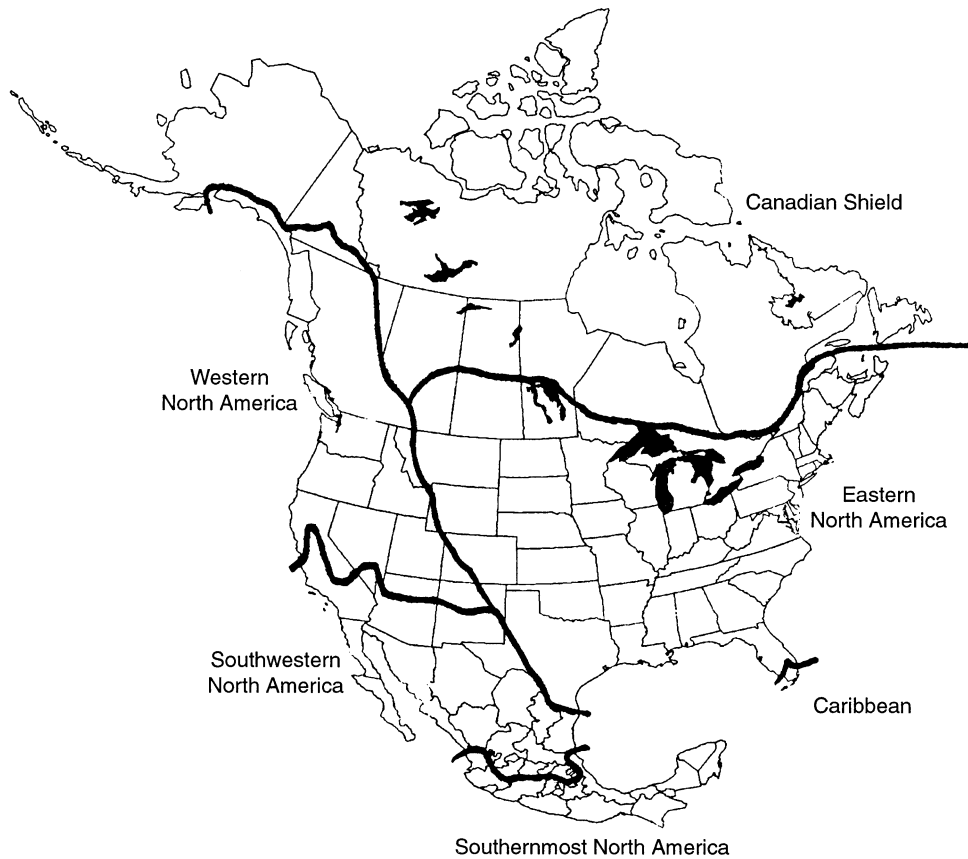 Canadian Shield
Western
North America
Eastern
North America
Southwestern
North America
Caribbean
Southernmost North America